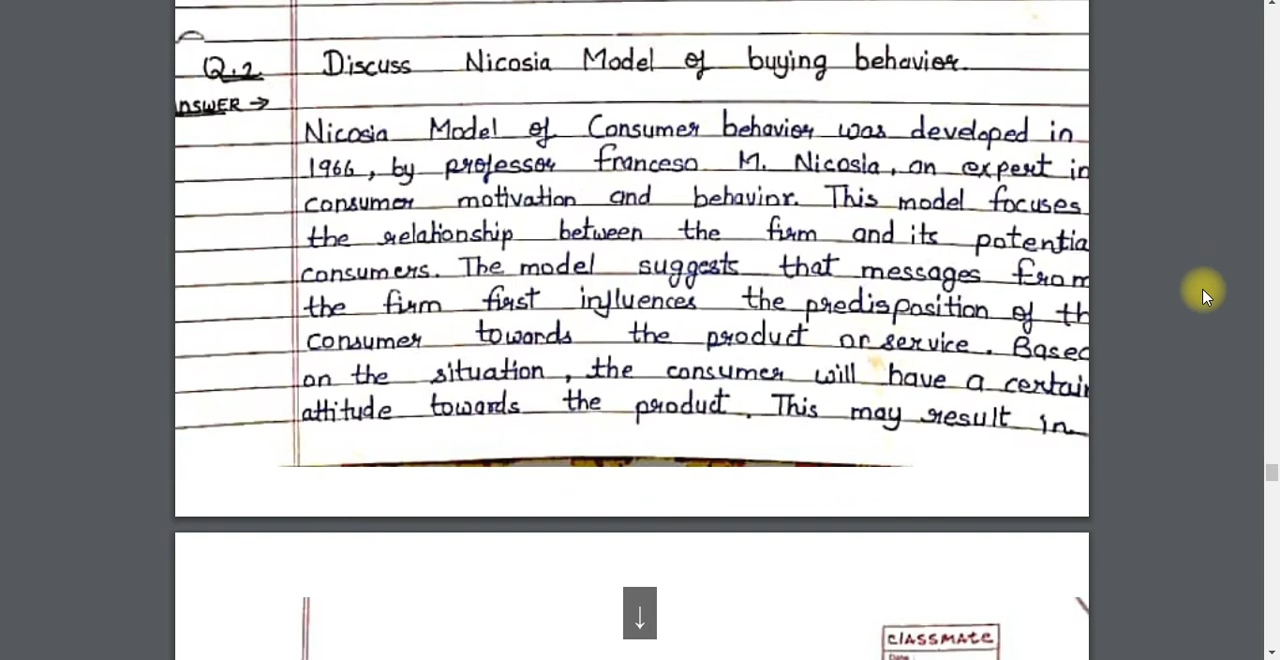 Q.2 Discuss Nicosia Model of buying behavior.
NSWER →
Nicosia Model of Consumer behavior was developed in
1966, by professor Franceso M. Nicosia, an expert in
consumer motivation and behavior. This model focuses
the relationship between the firm and its potentia
consumers. The model suggests that messages from
the firm first influences the predisposition of th
Consumer towards the product or service. Based
on the situation, the consumer will have a certain
attitude towards the product. This may result in
CLASSMATE